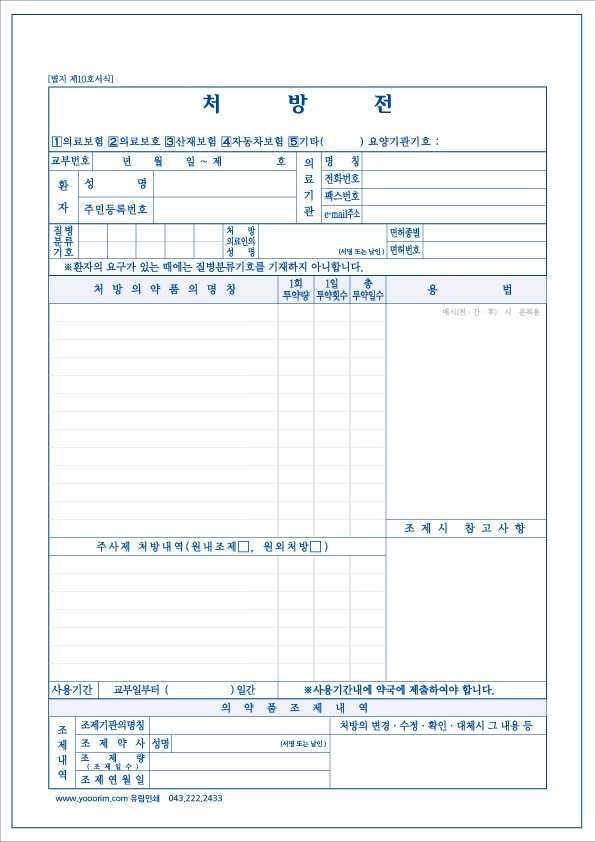 [별지 제10호서식]
처 방 전
1 의료보험 2 의료보호 3 산재보험 4 자동차보험 5 기타( ) 요양기관기호 :
교부번호 년 월 일 ~ 제 호
환자
성 명
주민등록번호
의료기관
명 칭
전화번호
팩스번호
e-mail주소
질병분류기호
처 방 의료인의 성 명
(서명 또는 날인)
면허종별
면허번호
※환자의 요구가 있는 때에는 질병분류기호를 기재하지 아니합니다.
처 방 의 약 품 의 명 칭
1회 투약량
1일 투약횟수
총 투약일수
용 법
매식(전 · 간 · 후) 시 분복용
조 제 시 참 고 사 항
주사제 처방내역(원내조제□, 원외처방□)
사용기간 교부일부터 ( ) 일간 ※사용기간내에 약국에 제출하여야 합니다.
의 약 품 조 제 내 역
조제내역
조제기관의명칭
처방의 변경 · 수정 · 확인 · 대체시 그 내용 등
조 제 약 사 성명 (서명 또는 날인)
조 제 량
( 조 제 일 수 )
조 제 연 월 일
www.yooorim.com 유림인쇄 043.222.2433